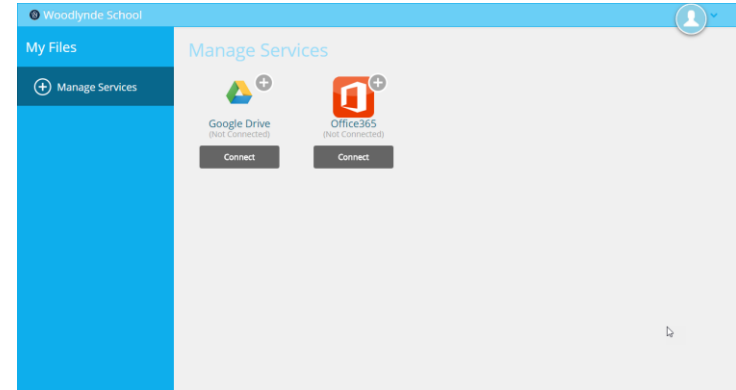 Woodlynde School
My Files
Manage Services
Manage Services
Google Drive
(Not Connected)
Connect
Office365
(Not Connected)
Connect